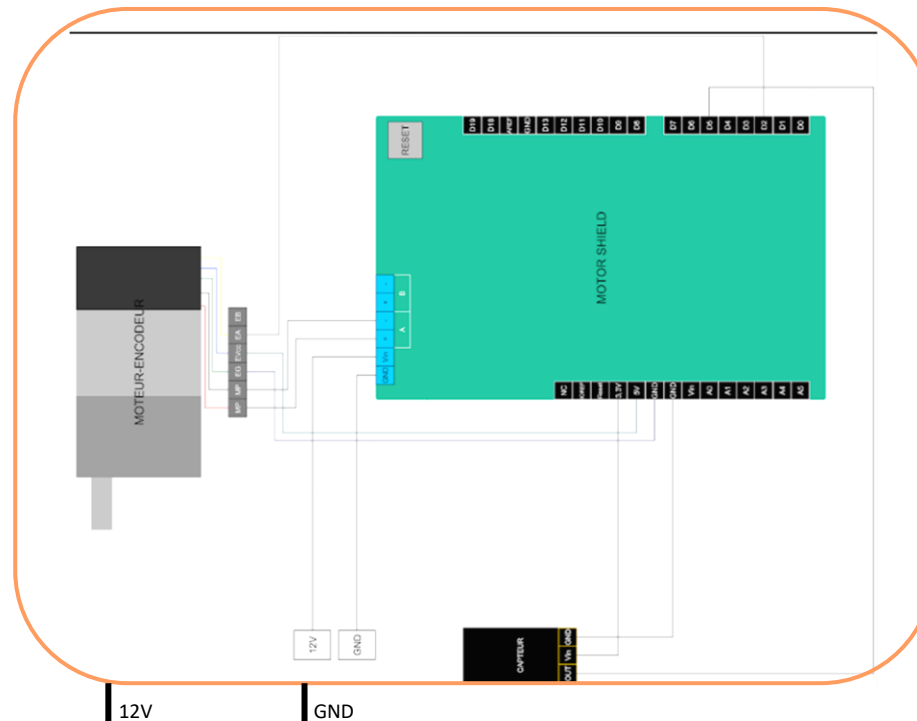 D19
D18
AREF
GND
D13
D12
D11
D10
D9
D8
D7
D6
D5
D4
D3
D2
D1
D0
RESET
MOTOR SHIELD
MOTEUR-ENCODEUR
EB
EA
EVcc
EG
MP
MP
-
+
-
+
B
A
Vin
GND
NC
IOREF
Reset
3.3V
5V
GND
GND
Vin
A0
A1
A2
A3
A4
A5
12V
GND
CAPTEUR
GND
Vin
OUT
12V
GND